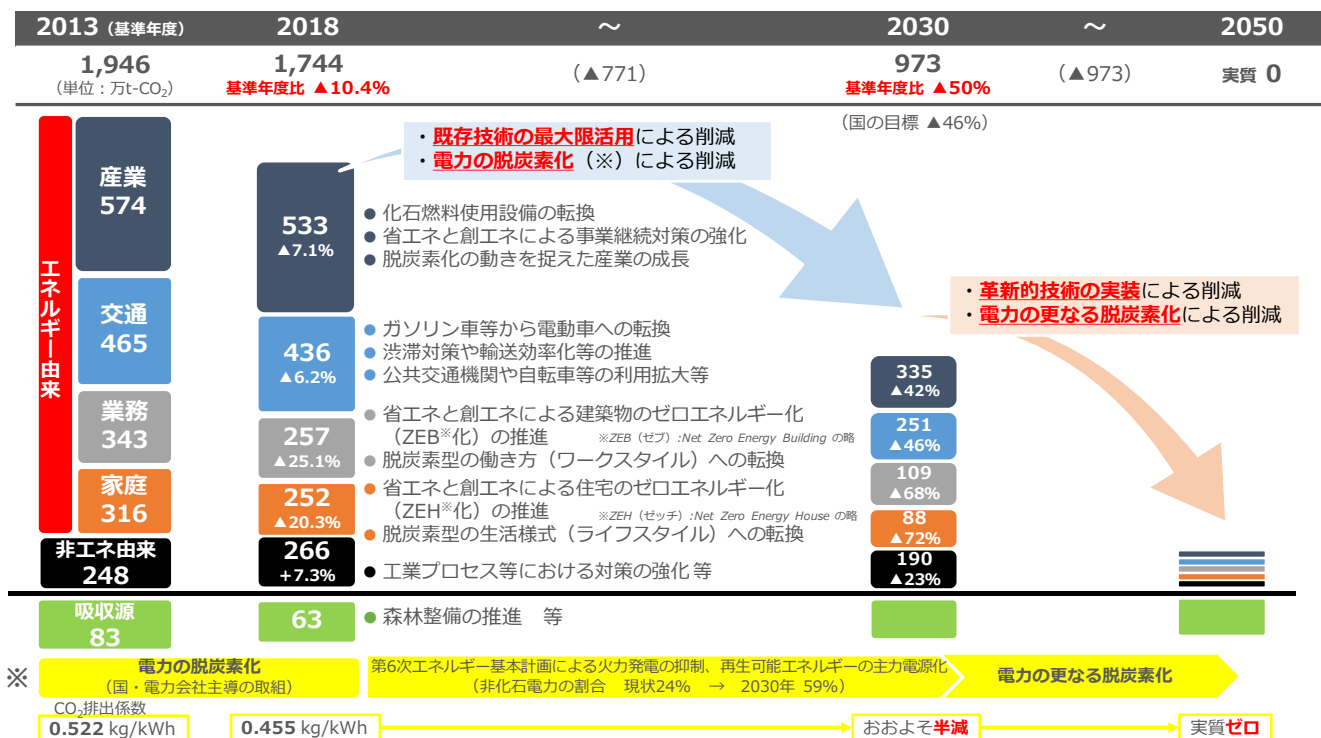 2013 (基準年度) 2018 ～ 2030 ～ 2050
1,946 1,744 (▲771) 973 (▲973) 実質 0
(単位：万t-CO₂) 基準年度比 ▲10.4% 基準年度比 ▲50%
(国の目標 ▲46%)
・既存技術の最大限活用による削減
・電力の脱炭素化（※）による削減
・革新的技術の実装による削減
・電力の更なる脱炭素化による削減
エネルギー由来
産業
574
交通
465
業務
343
家庭
316
非エネ由来
248
吸収源
83
533
▲7.1%
436
▲6.2%
257
▲25.1%
252
▲20.3%
266
+7.3%
63
● 化石燃料使用設備の転換
● 省エネと創エネによる事業継続対策の強化
● 脱炭素化の動きを捉えた産業の成長
● ガソリン車等から電動車への転換
● 渋滞対策や輸送効率化等の推進
● 公共交通機関や自転車等の利用拡大等
● 省エネと創エネによる建築物のゼロエネルギー化
（ZEB※化）の推進 ※ZEB（ゼブ）:Net Zero Energy Building の略
● 脱炭素型の働き方（ワークスタイル）への転換
● 省エネと創エネによる住宅のゼロエネルギー化
（ZEH※化）の推進 ※ZEH（ゼッチ）:Net Zero Energy House の略
● 脱炭素型の生活様式（ライフスタイル）への転換
● 工業プロセス等における対策の強化 等
● 森林整備の推進　等
335
▲42%
251
▲46%
109
▲68%
88
▲72%
190
▲23%
※
電力の脱炭素化
（国・電力会社主導の取組）
第6次エネルギー基本計画による火力発電の抑制、再生可能エネルギーの主力電源化
（非化石電力の割合　現状24%　→　2030年 59%）
電力の更なる脱炭素化
CO₂排出係数
0.522 kg/kWh 0.455 kg/kWh おおよそ半減 実質ゼロ